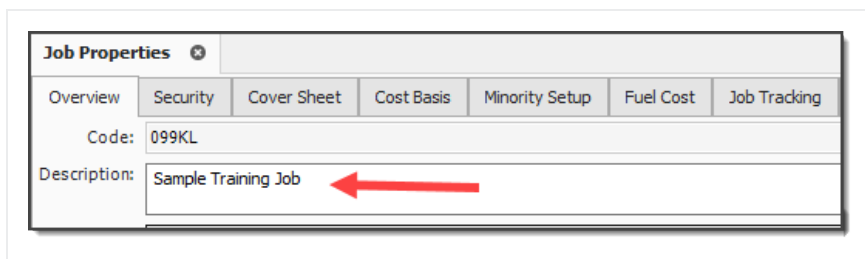 Job Properties
Overview Security Cover Sheet Cost Basis Minority Setup Fuel Cost Job Tracking
Code: 099KL
Description: Sample Training Job